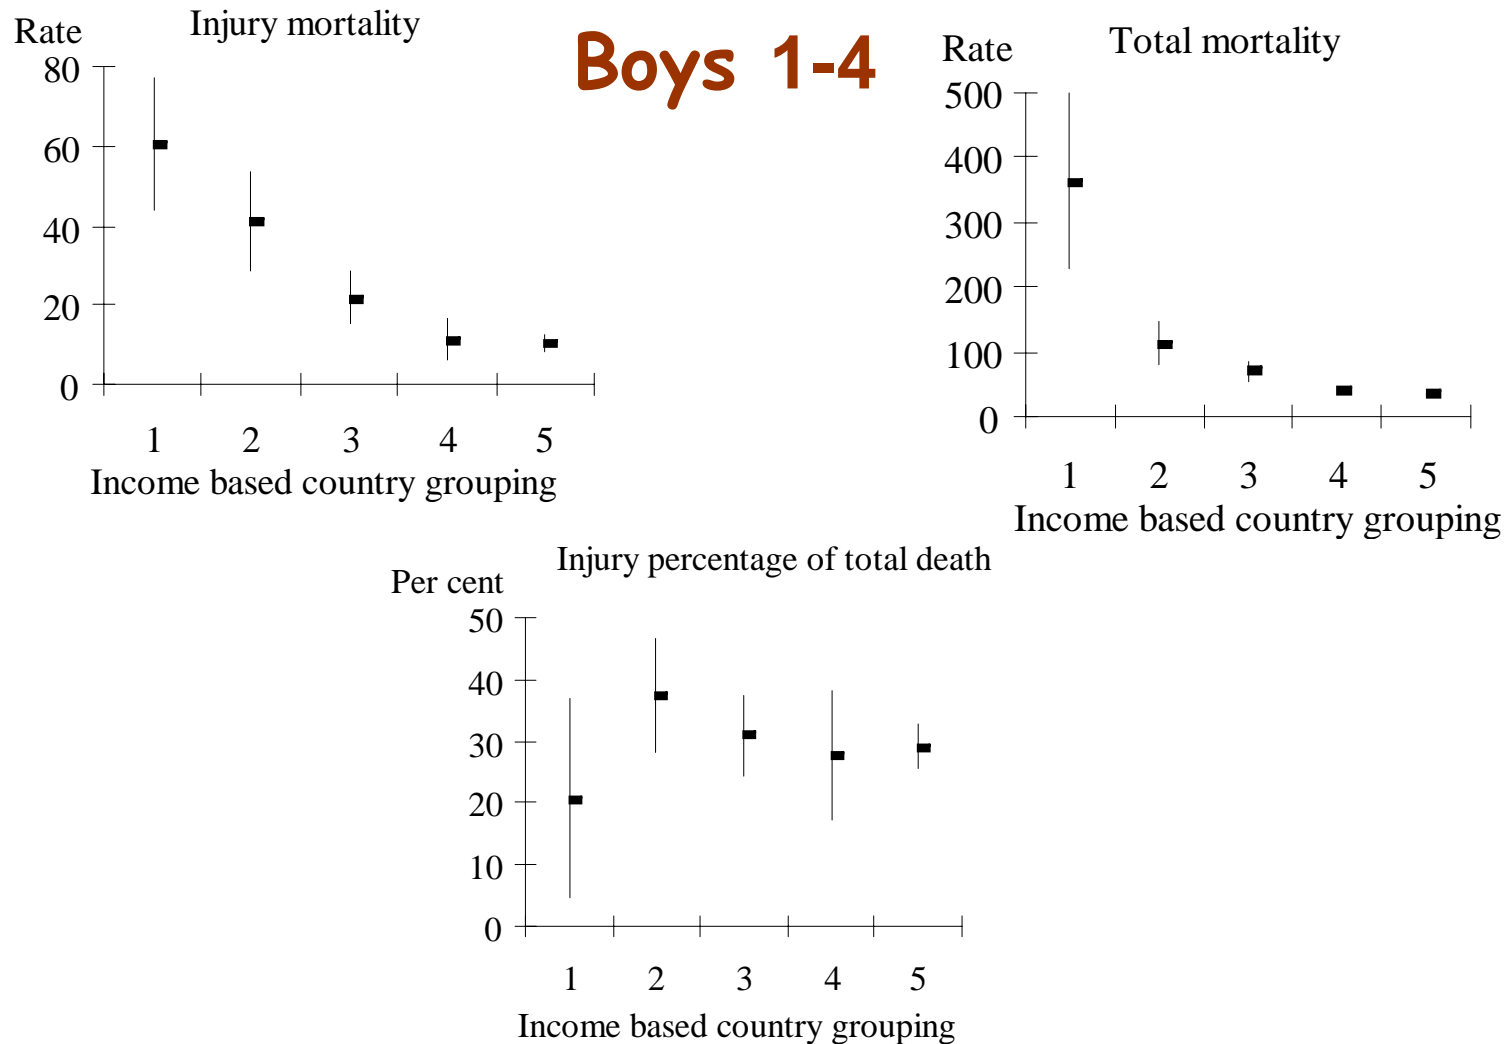 Boys 1-4
Injury mortality
Rate
80
60
40
20
0
1 2 3 4 5
Income based country grouping
Total mortality
Rate
500
400
300
200
100
0
1 2 3 4 5
Income based country grouping
Injury percentage of total death
Per cent
50
40
30
20
10
0
1 2 3 4 5
Income based country grouping